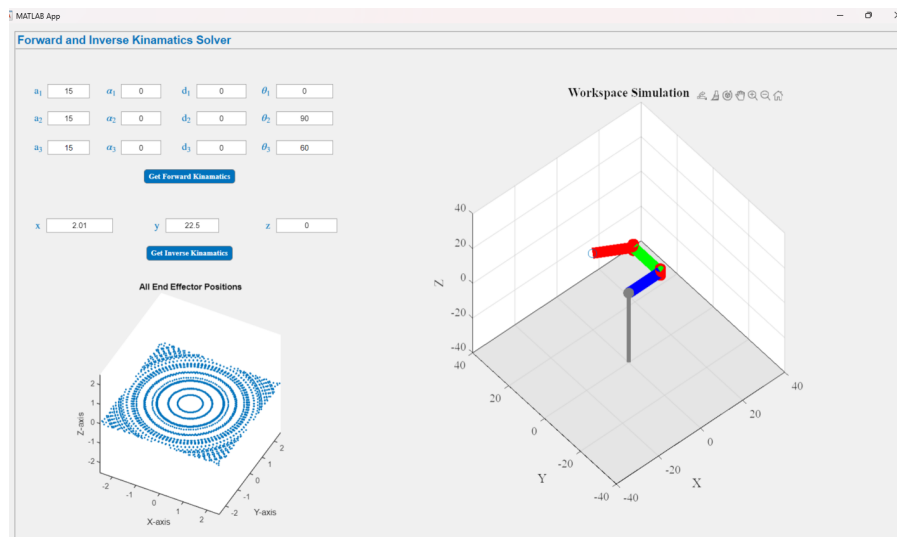 MATLAB App
Forward and Inverse Kinamatics Solver
a1 15 α1 0 d1 0 θ1 0
a2 15 α2 0 d2 0 θ2 90
a3 15 α3 0 d3 0 θ3 60
Get Forward Kinamatics
x 2.01 y 22.5 z 0
Get Inverse Kinamatics
All End Effector Positions
2
1
0
-1
-2
Z-axis
-2
-1
0
1
2
X-axis
-2
-1
0
1
2
Y-axis
Workspace Simulation
40
20
0
-20
-40
Z
40
20
0
-20
-40
Y
-40
-20
0
20
40
X